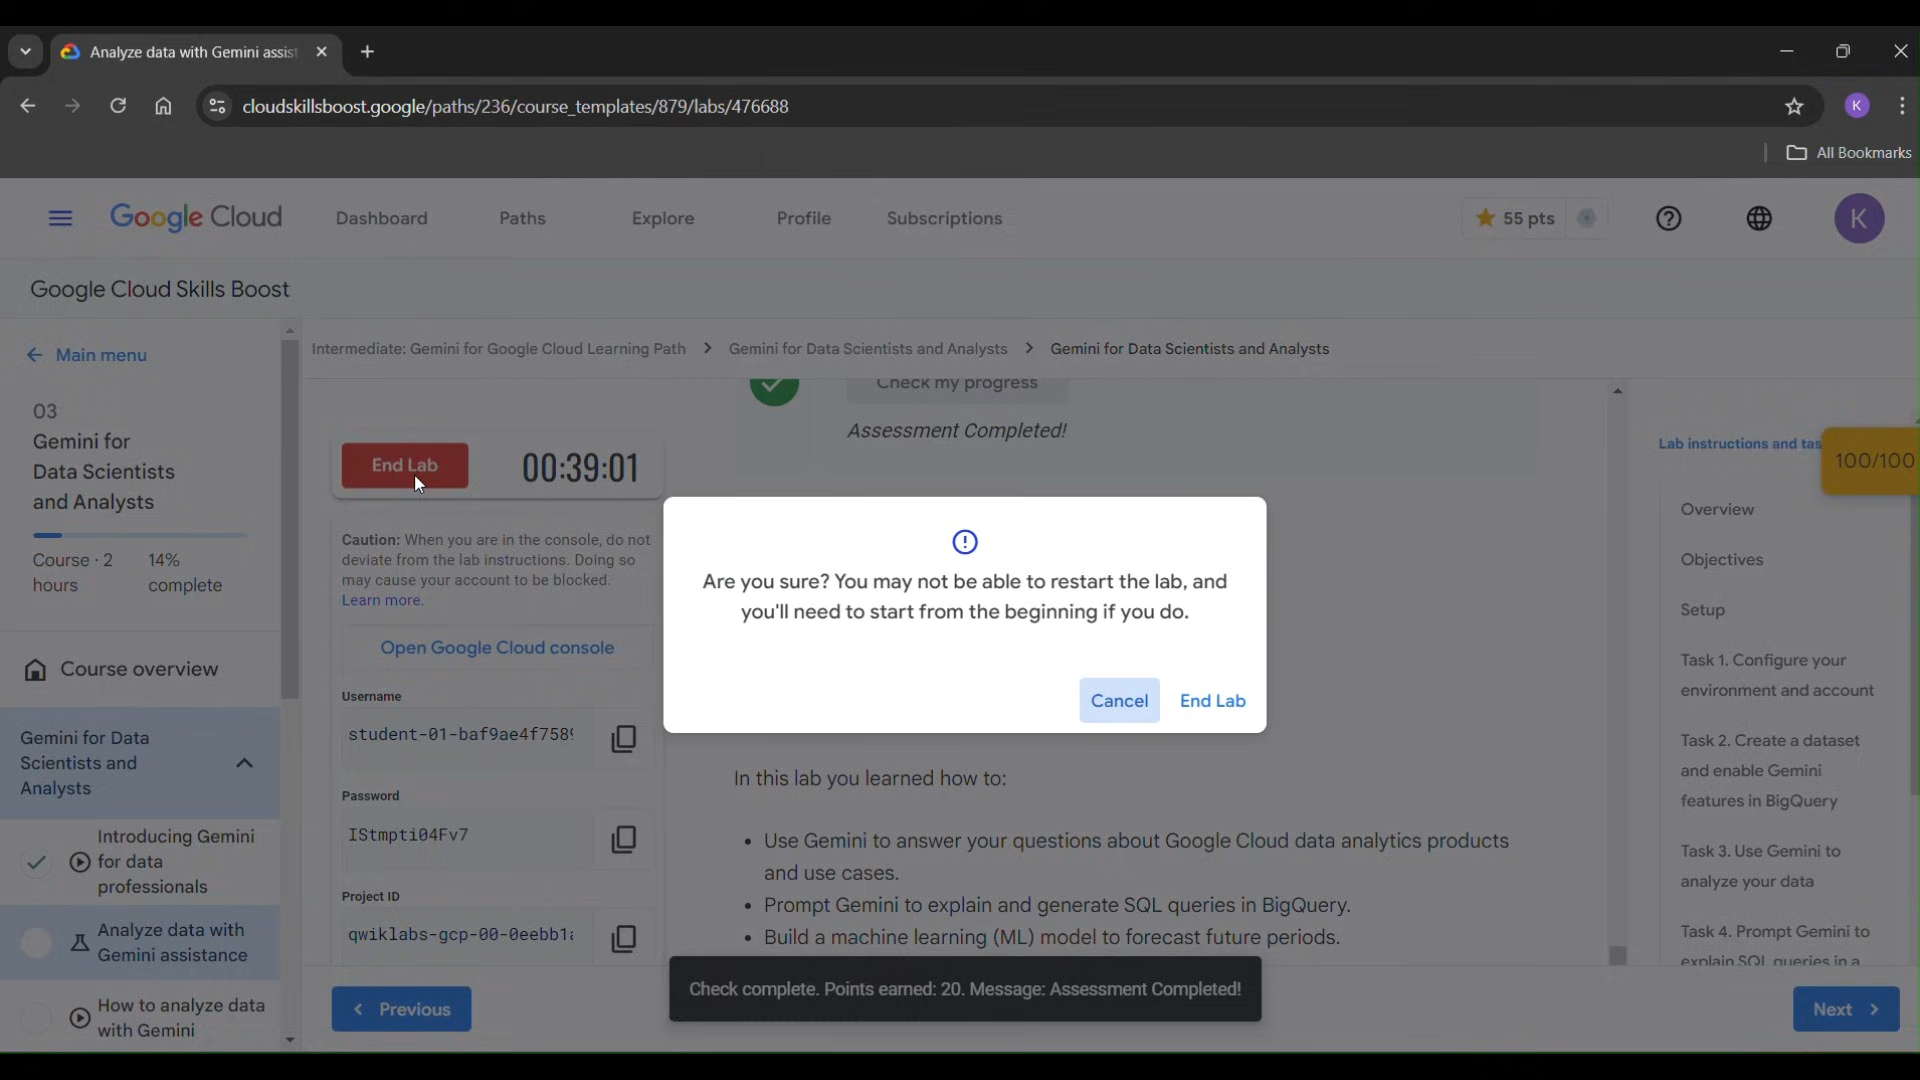 Analyze data with Gemini assist
cloudskillsboost.google/paths/236/course_templates/879/labs/476688
K
All Bookmarks
Google Cloud
Dashboard
Paths
Explore
Profile
Subscriptions
55 pts
K
Google Cloud Skills Boost
Main menu
03
Gemini for
Data Scientists
and Analysts
Course · 2
hours
14%
complete
Course overview
Gemini for Data
Scientists and
Analysts
Introducing Gemini
for data
professionals
Analyze data with
Gemini assistance
How to analyze data
with Gemini
Intermediate: Gemini for Google Cloud Learning Path > Gemini for Data Scientists and Analysts > Gemini for Data Scientists and Analysts
End Lab
00:39:01
Caution: When you are in the console, do not
deviate from the lab instructions. Doing so
may cause your account to be blocked.
Learn more.
Open Google Cloud console
Username
student-01-baf9ae4f7589
Password
IStmpti04Fv7
Project ID
qwiklabs-gcp-00-0eebb1
Previous
Check my progress
Assessment Completed!
Are you sure? You may not be able to restart the lab, and
you'll need to start from the beginning if you do.
Cancel
End Lab
In this lab you learned how to:
• Use Gemini to answer your questions about Google Cloud data analytics products
and use cases.
• Prompt Gemini to explain and generate SQL queries in BigQuery.
• Build a machine learning (ML) model to forecast future periods.
Check complete. Points earned: 20. Message: Assessment Completed!
Lab instructions and tas
100/100
Overview
Objectives
Setup
Task 1. Configure your
environment and account
Task 2. Create a dataset
and enable Gemini
features in BigQuery
Task 3. Use Gemini to
analyze your data
Task 4. Prompt Gemini to
explain SQL queries in a
Next